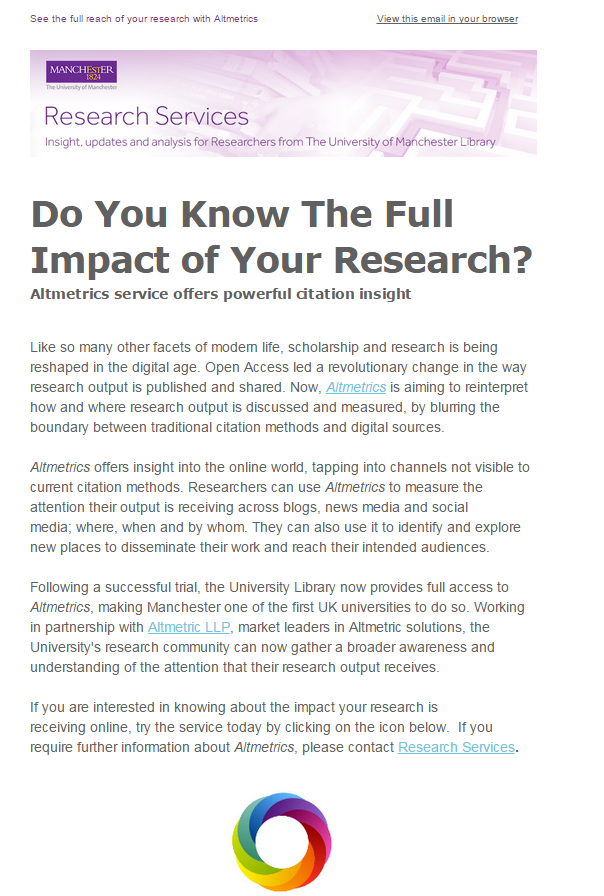 See the full reach of your research with Altmetrics
View this email in your browser
MANCHESTER
1824
The University of Manchester
Research Services
Insight, updates and analysis for Researchers from The University of Manchester Library
Do You Know The Full
Impact of Your Research?
Altmetrics service offers powerful citation insight
Like so many other facets of modern life, scholarship and research is being
reshaped in the digital age. Open Access led a revolutionary change in the way
research output is published and shared. Now, Altmetrics is aiming to reinterpret
how and where research output is discussed and measured, by blurring the
boundary between traditional citation methods and digital sources.
Altmetrics offers insight into the online world, tapping into channels not visible to
current citation methods. Researchers can use Altmetrics to measure the
attention their output is receiving across blogs, news media and social
media; where, when and by whom. They can also use it to identify and explore
new places to disseminate their work and reach their intended audiences.
Following a successful trial, the University Library now provides full access to
Altmetrics, making Manchester one of the first UK universities to do so. Working
in partnership with Altmetric LLP, market leaders in Altmetric solutions, the
University's research community can now gather a broader awareness and
understanding of the attention that their research output receives.
If you are interested in knowing about the impact your research is
receiving online, try the service today by clicking on the icon below.  If you
require further information about Altmetrics, please contact Research Services.